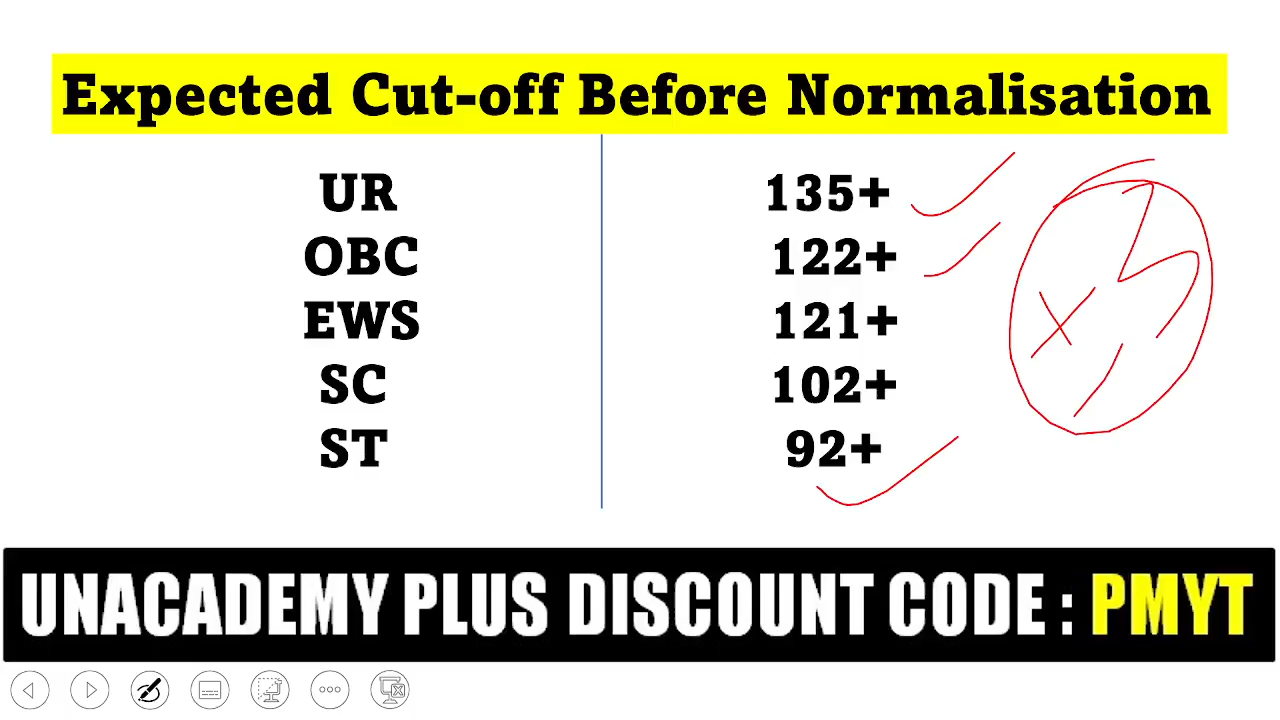 Expected Cut-off Before Normalisation
UR 135+
OBC 122+
EWS 121+
SC 102+
ST 92+
UNACADEMY PLUS DISCOUNT CODE : PMYT